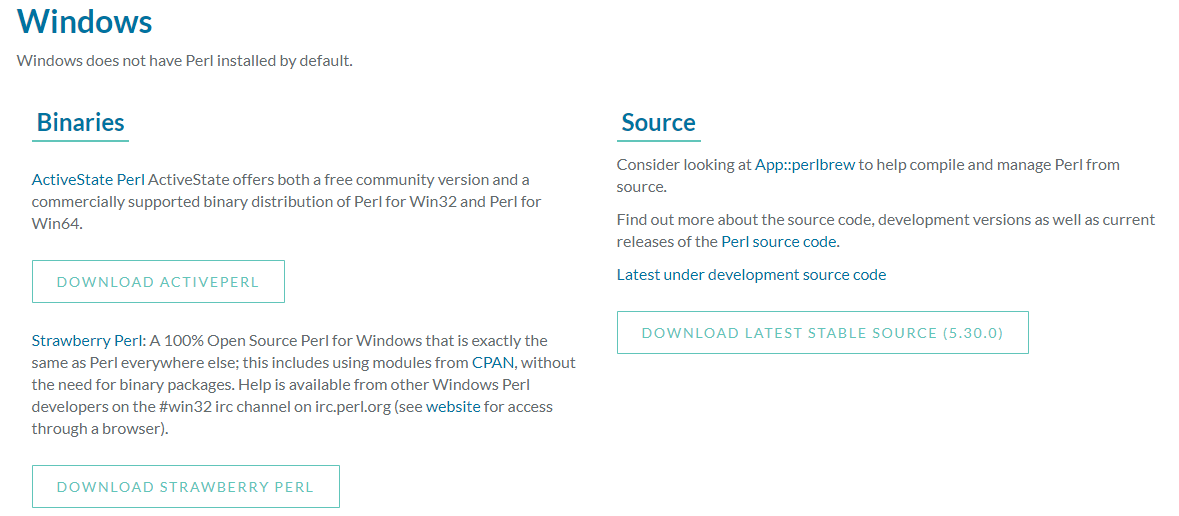 Windows
Windows does not have Perl installed by default.
Binaries
ActiveState Perl ActiveState offers both a free community version and a
commercially supported binary distribution of Perl for Win32 and Perl for
Win64.
DOWNLOAD ACTIVEPERL
Strawberry Perl: A 100% Open Source Perl for Windows that is exactly the
same as Perl everywhere else; this includes using modules from CPAN, without
the need for binary packages. Help is available from other Windows Perl
developers on the #win32 irc channel on irc.perl.org (see website for access
through a browser).
DOWNLOAD STRAWBERRY PERL
Source
Consider looking at App::perlbrew to help compile and manage Perl from
source.
Find out more about the source code, development versions as well as current
releases of the Perl source code.
Latest under development source code
DOWNLOAD LATEST STABLE SOURCE (5.30.0)